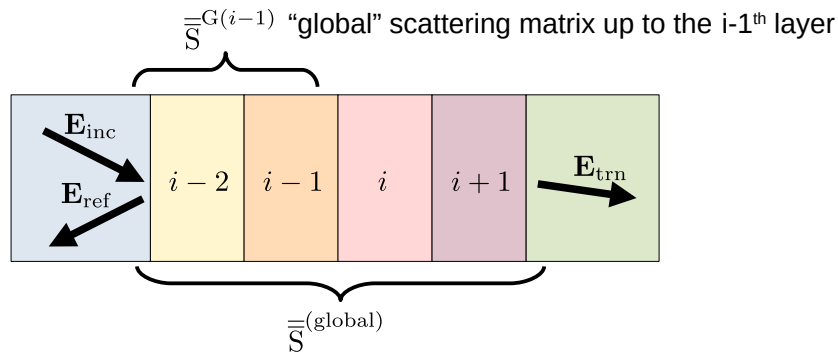 S̿^G(i−1) “global” scattering matrix up to the i-1ᵗʰ layer
E_inc
E_ref
i − 2
i − 1
i
i + 1
E_trn
S̿^(global)